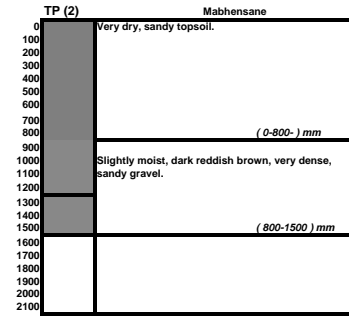 TP (2) Mabhensane
0 Very dry, sandy topsoil.
100
200
300
400
500
600
700
800 ( 0-800- ) mm
900
1000 Slightly moist, dark reddish brown, very dense,
1100 sandy gravel.
1200
1300
1400
1500 ( 800-1500 ) mm
1600
1700
1800
1900
2000
2100